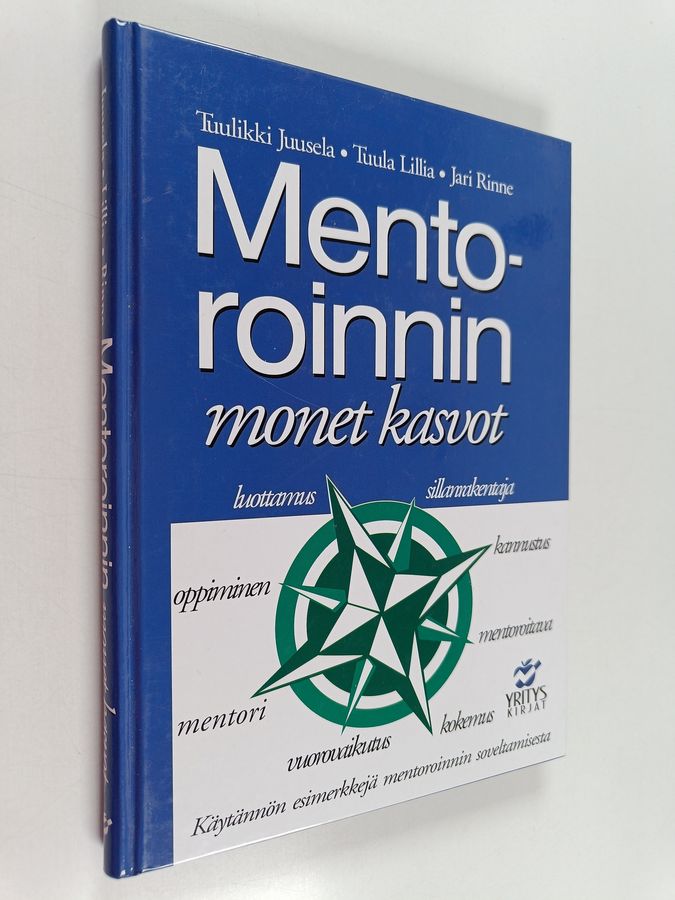 Tuulikki Juusela • Tuula Lillia • Jari Rinne
Mento-
roinnin
monet kasvot
luottamus
sillanrakentaja
kannustus
oppiminen
mentoroitava
mentori
kokemus
vuorovaikutus
YRITYS
KIRJAT
Käytännön esimerkkejä mentoroinnin soveltamisesta
Mentoroinnin monet kasvot